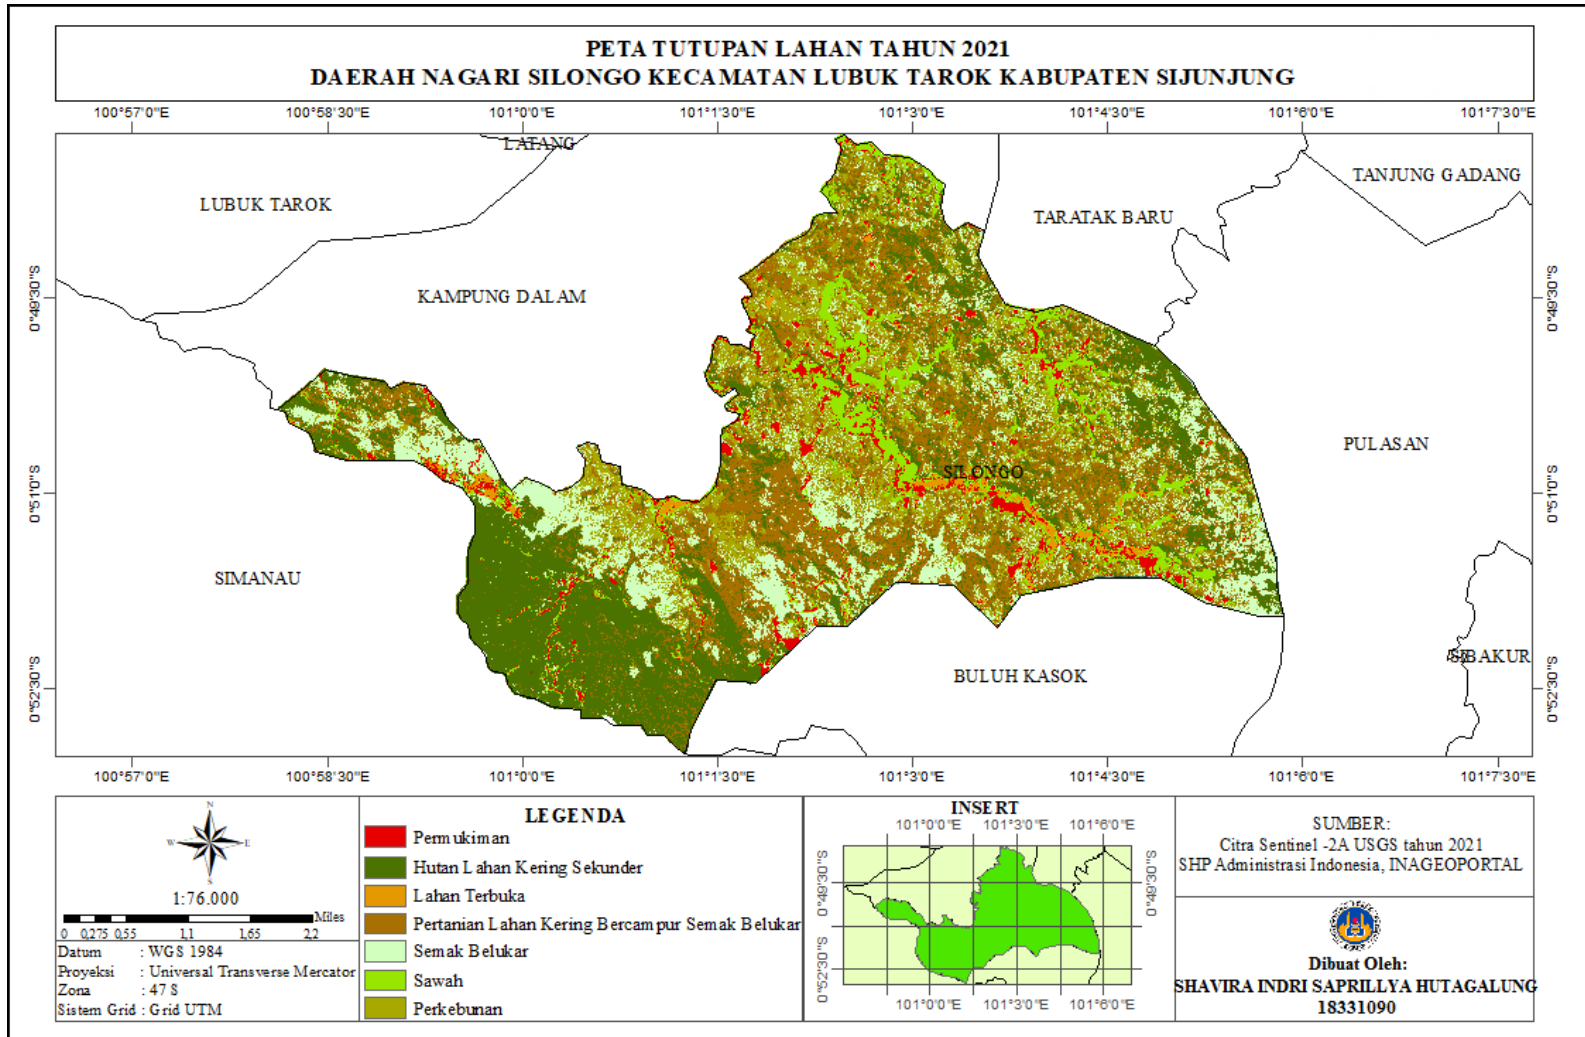 PETA TUTUPAN LAHAN TAHUN 2021
DAERAH NAGARI SILONGO KECAMATAN LUBUK TAROK KABUPATEN SIJUNJUNG
100°57'0"E 100°58'30"E 101°0'0"E 101°1'30"E 101°3'0"E 101°4'30"E 101°6'0"E 101°7'30"E
LATANG
TANJUNG GADANG
LUBUK TAROK
TARATAK BARU
KAMPUNG DALAM
0°49'30"S 0°49'30"S
PULASAN
SILONGO
0°51'0"S 0°51'0"S
SIMANAU
SIBAKUR
BULUH KASOK
0°52'30"S 0°52'30"S
100°57'0"E 100°58'30"E 101°0'0"E 101°1'30"E 101°3'0"E 101°4'30"E 101°6'0"E 101°7'30"E
N
W E
S
1:76.000
Miles
0 0,275 0,55 1,1 1,65 2,2
Datum : WGS 1984
Proyeksi : Universal Transverse Mercator
Zona : 47 S
Sistem Grid : Grid UTM
LEGENDA
Permukiman
Hutan Lahan Kering Sekunder
Lahan Terbuka
Pertanian Lahan Kering Bercampur Semak Belukar
Semak Belukar
Sawah
Perkebunan
INSERT
101°0'0"E 101°3'0"E 101°6'0"E
0°49'30"S 0°49'30"S
0°52'30"S 0°52'30"S
101°0'0"E 101°3'0"E 101°6'0"E
SUMBER:
Citra Sentinel -2A USGS tahun 2021
SHP Administrasi Indonesia, INAGEOPORTAL
Dibuat Oleh:
SHAVIRA INDRI SAPRILLYA HUTAGALUNG
18331090